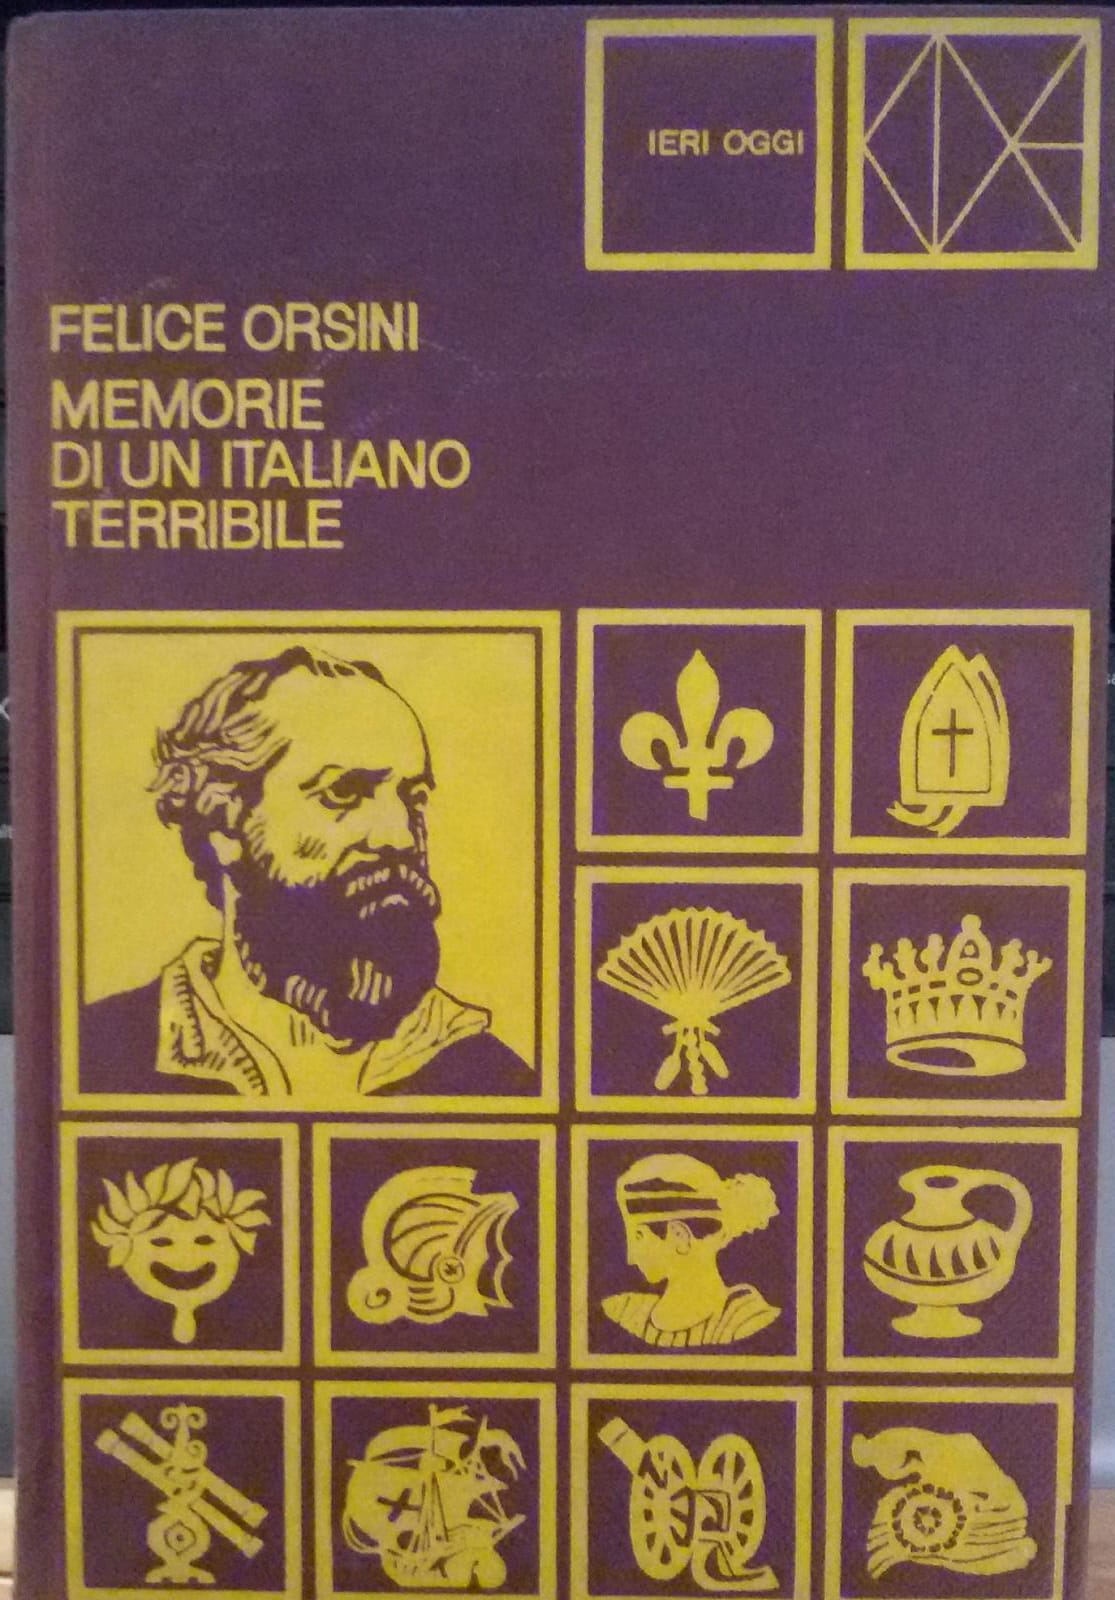 IERI OGGI
FELICE ORSINI
MEMORIE
DI UN ITALIANO
TERRIBILE